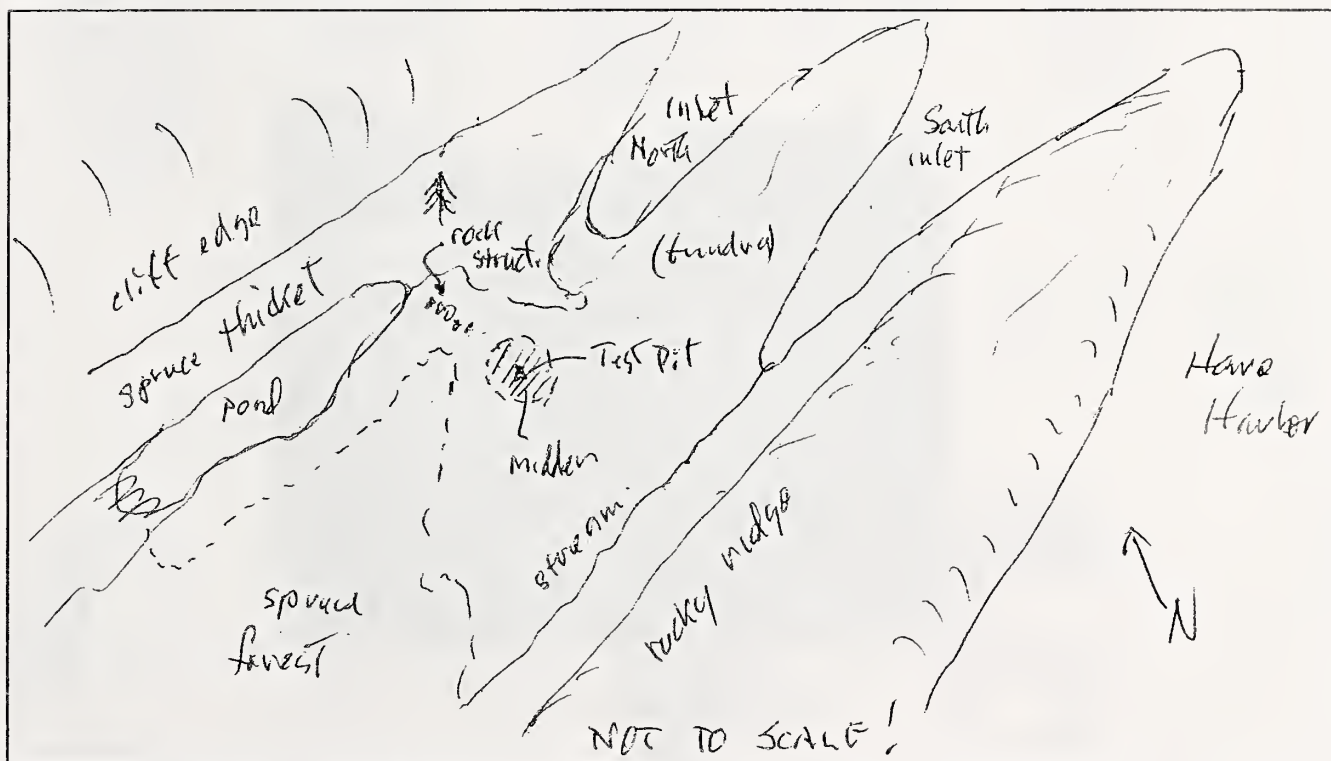 cliff edge
spruce thicket
pond
rock
struct.
inlet
North
(tundra)
South
inlet
Test Pit
midden
stream
rocky ridge
spruce
forest
Hare
Harbor
N
NOT TO SCALE!